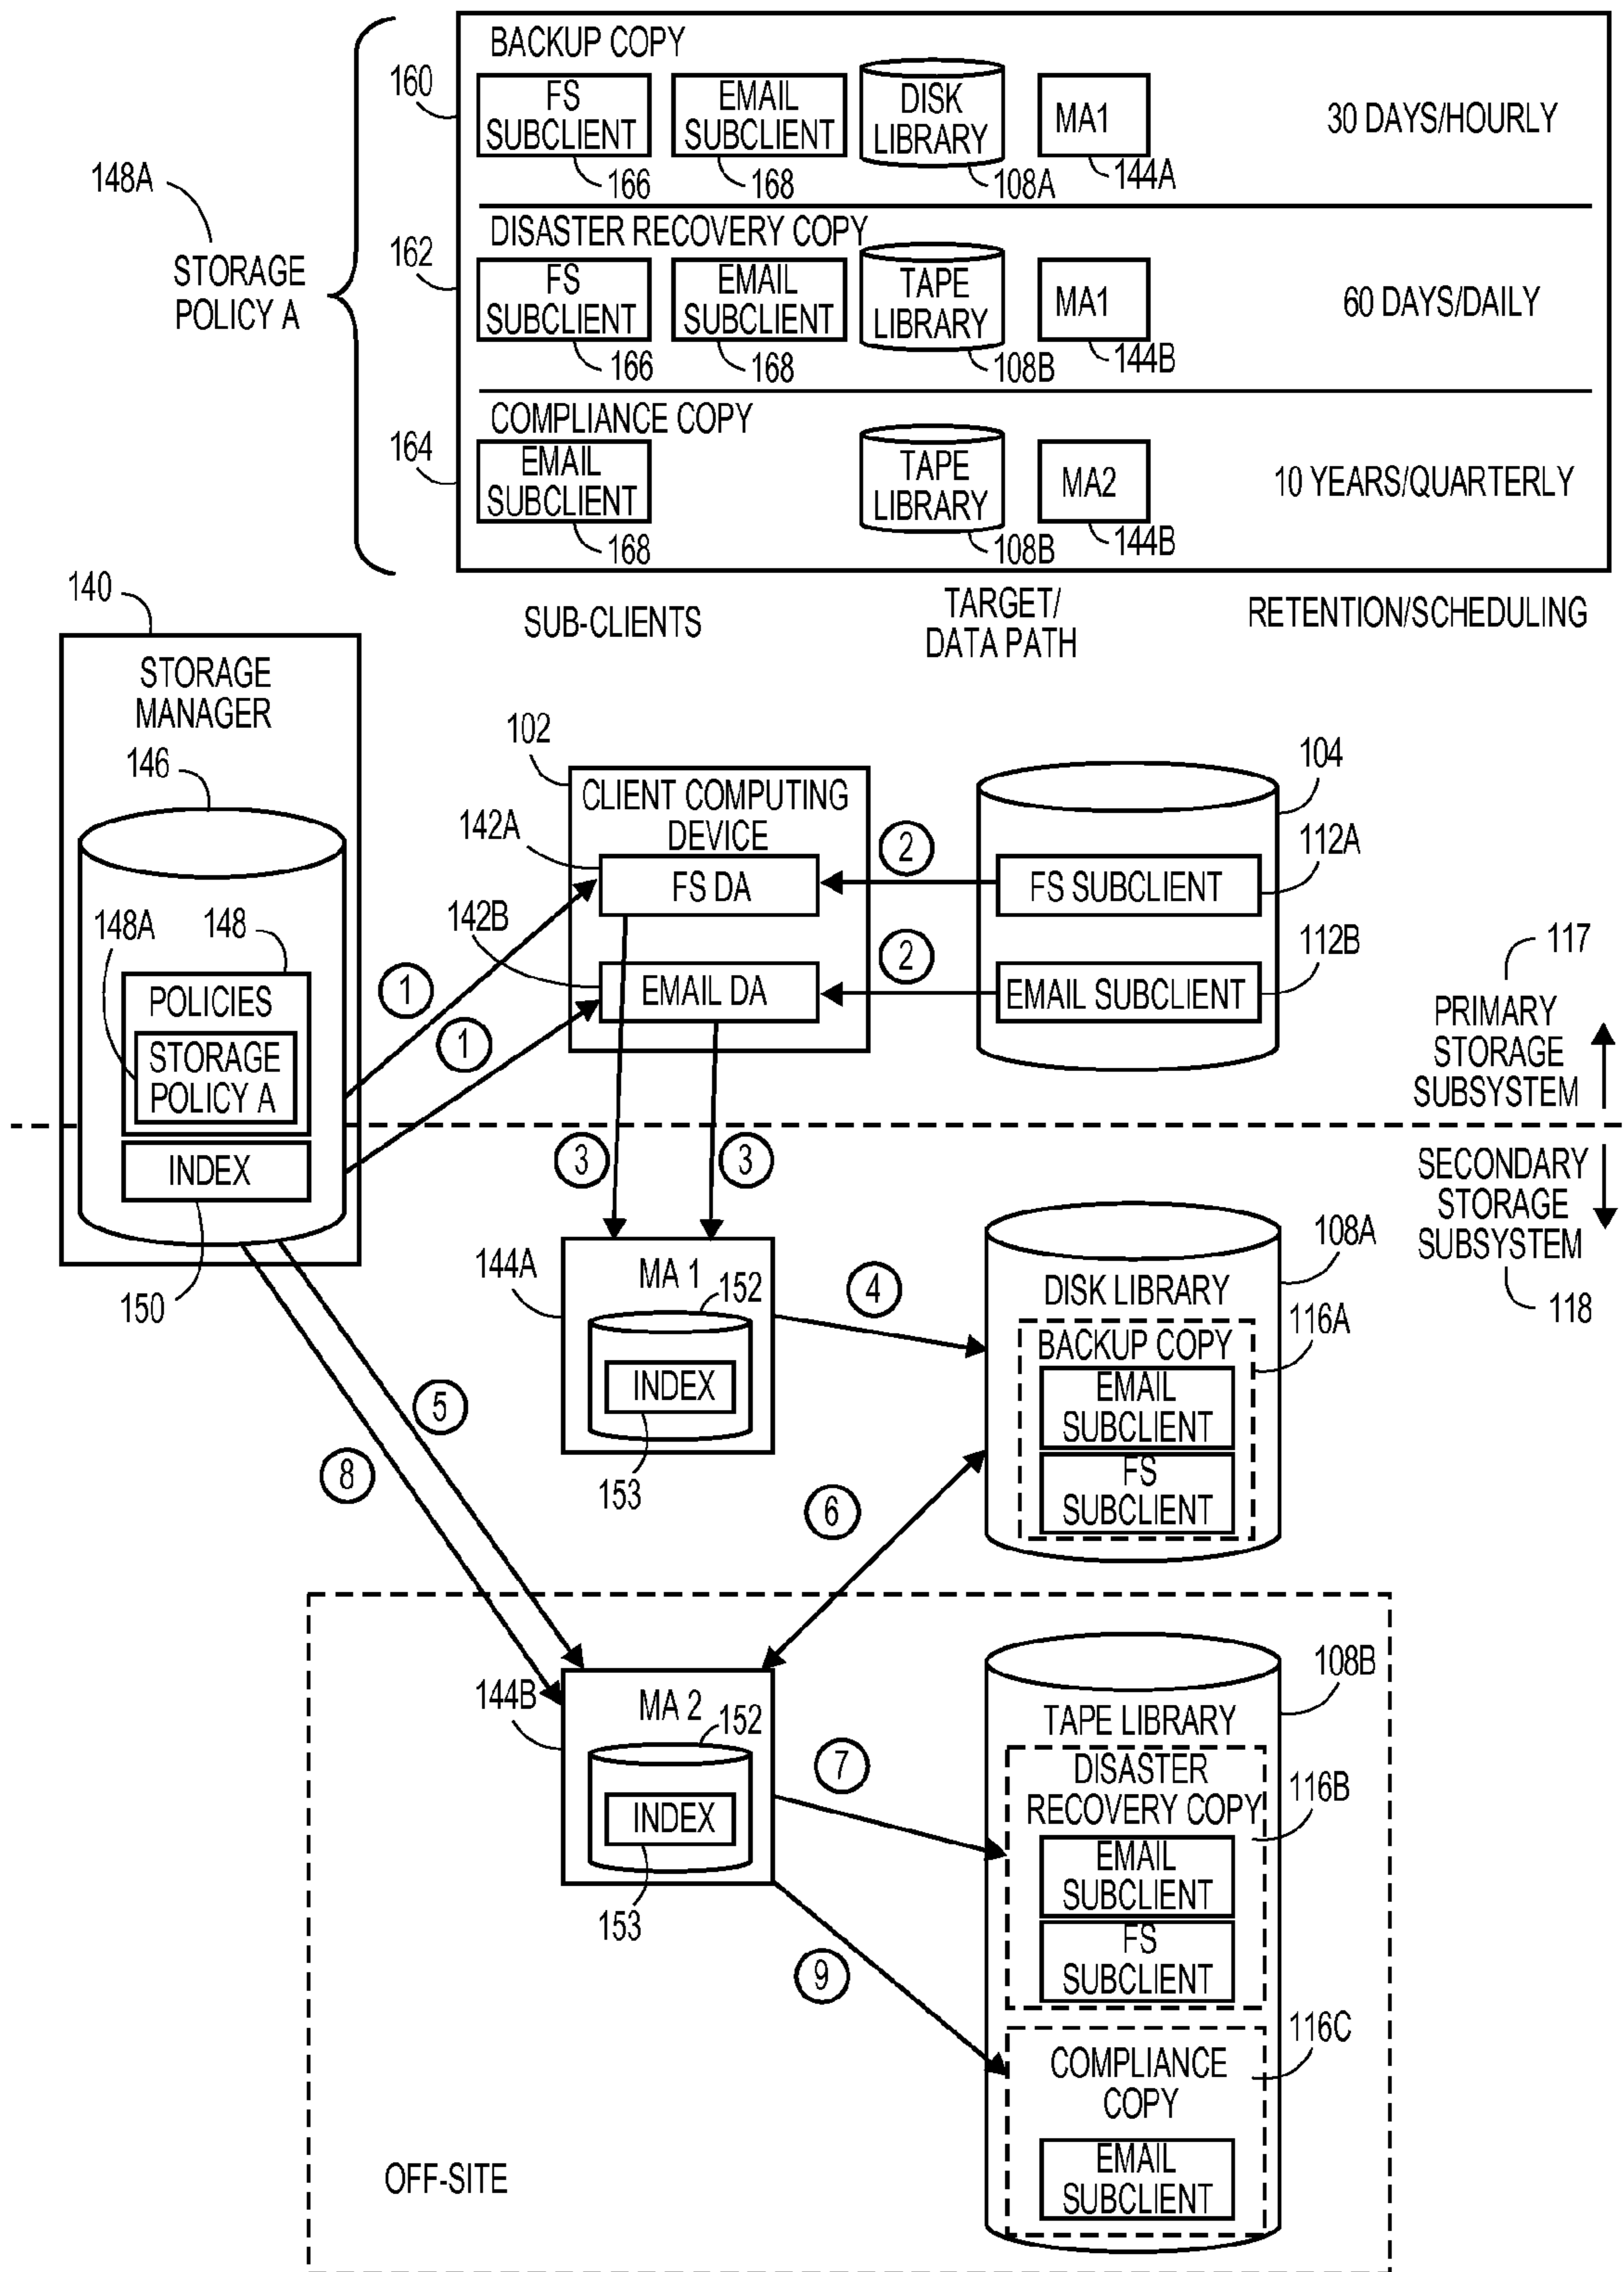 BACKUP COPY
160
FS
SUBCLIENT
166
EMAIL
SUBCLIENT
168
DISK
LIBRARY
108A
MA1
144A
30 DAYS/HOURLY
148A
STORAGE
POLICY A
DISASTER RECOVERY COPY
162
FS
SUBCLIENT
166
EMAIL
SUBCLIENT
168
TAPE
LIBRARY
108B
MA1
144B
60 DAYS/DAILY
COMPLIANCE COPY
164
EMAIL
SUBCLIENT
168
TAPE
LIBRARY
108B
MA2
144B
10 YEARS/QUARTERLY
SUB-CLIENTS
TARGET/
DATA PATH
RETENTION/SCHEDULING
140
STORAGE
MANAGER
146
148A
148
POLICIES
STORAGE
POLICY A
INDEX
150
102
CLIENT COMPUTING
DEVICE
142A
FS DA
142B
EMAIL DA
104
FS SUBCLIENT
112A
EMAIL SUBCLIENT
112B
1
1
2
2
117
PRIMARY
STORAGE
SUBSYSTEM
SECONDARY
STORAGE
SUBSYSTEM
118
3
3
144A
MA 1
152
INDEX
153
4
108A
DISK LIBRARY
BACKUP COPY
116A
EMAIL
SUBCLIENT
FS
SUBCLIENT
5
8
6
144B
MA 2
152
INDEX
153
7
9
108B
TAPE LIBRARY
DISASTER
RECOVERY COPY
116B
EMAIL
SUBCLIENT
FS
SUBCLIENT
116C
COMPLIANCE
COPY
EMAIL
SUBCLIENT
OFF-SITE